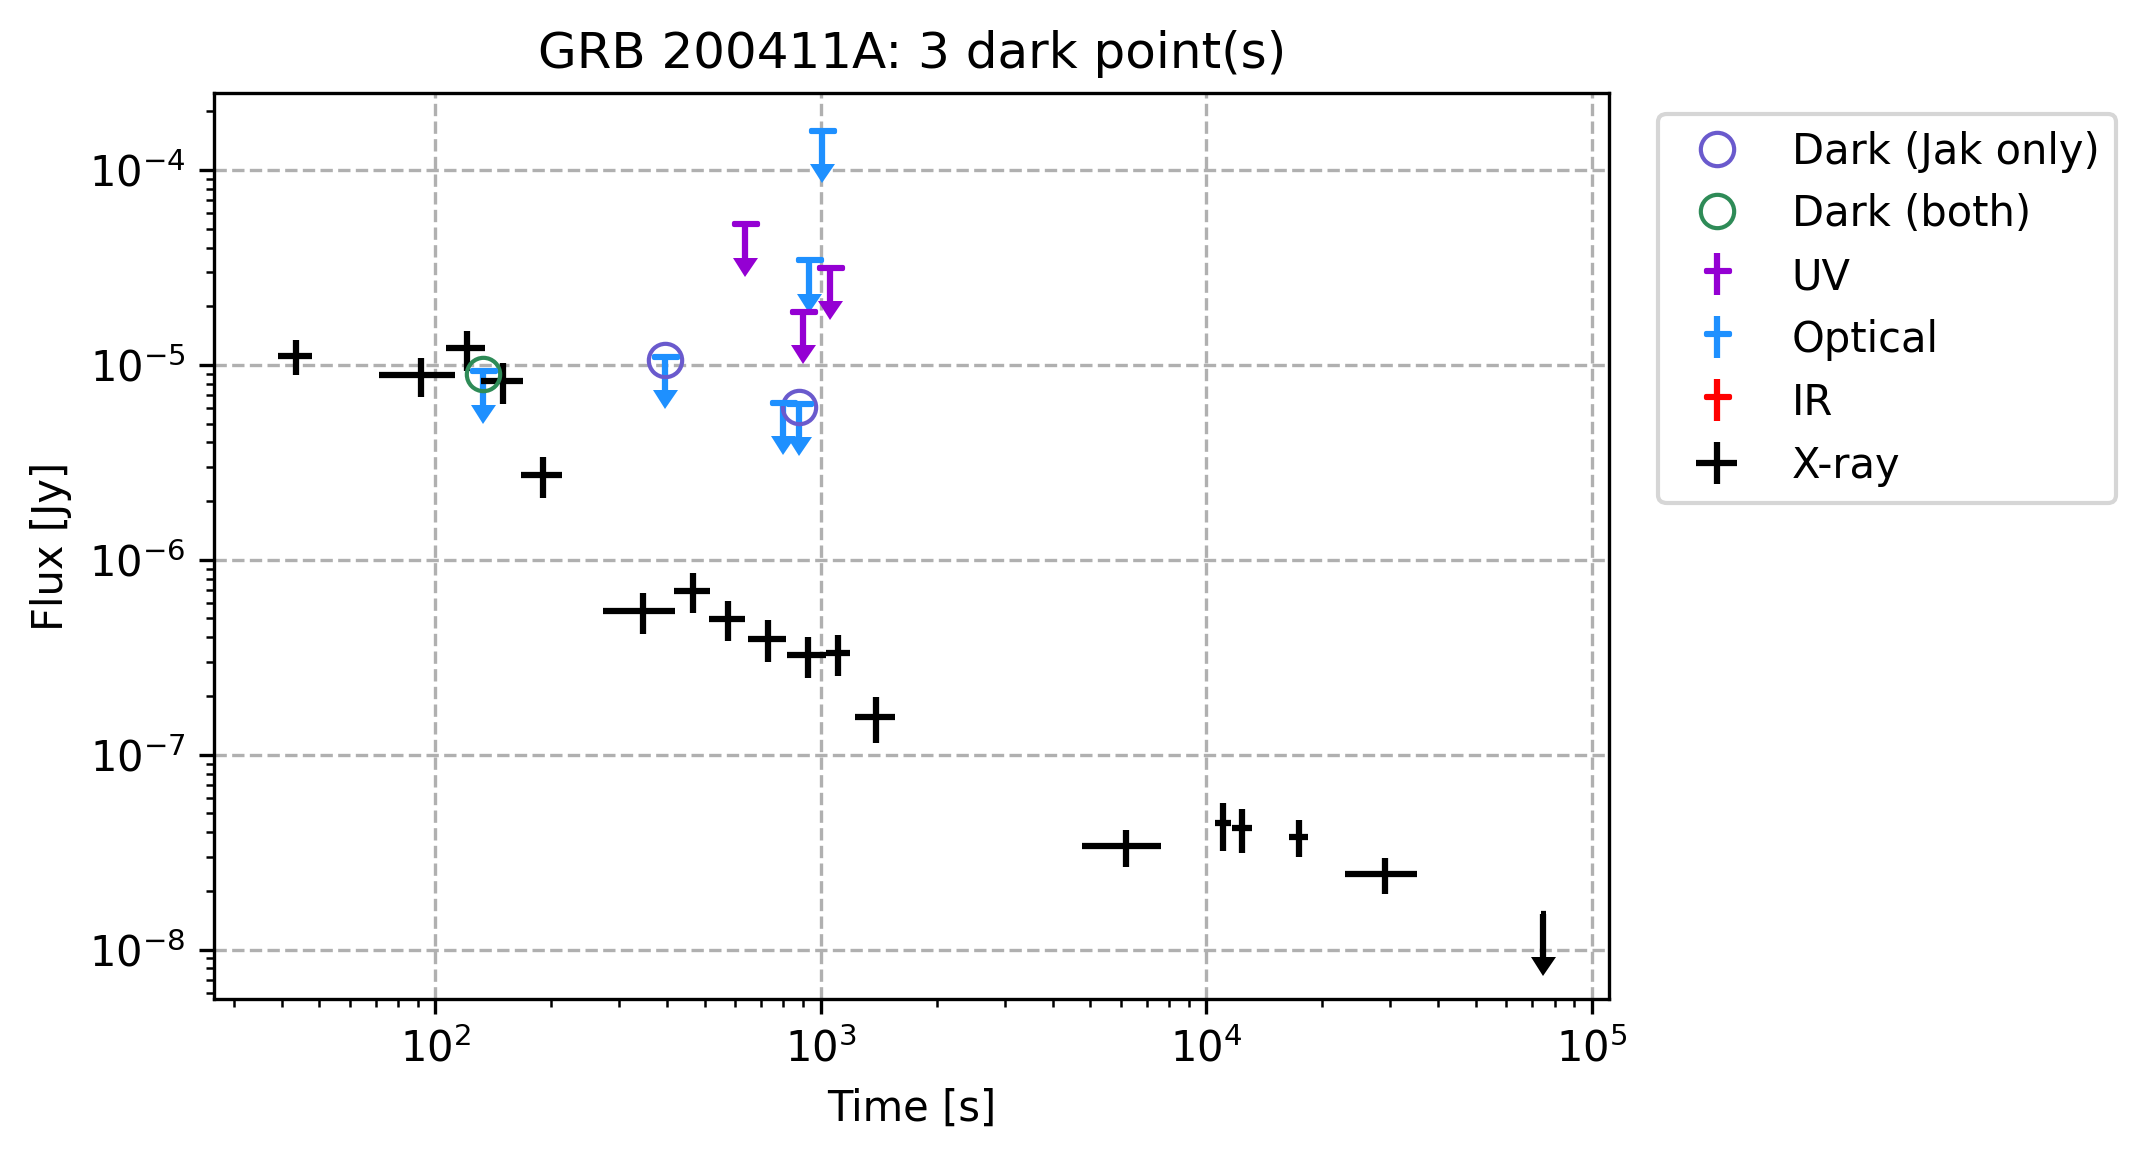 GRB 200411A: 3 dark point(s)
10⁻⁴
10⁻⁵
10⁻⁶
10⁻⁷
10⁻⁸
Flux [Jy]
10²
10³
10⁴
10⁵
Time [s]
Dark (Jak only)
Dark (both)
UV
Optical
IR
X-ray